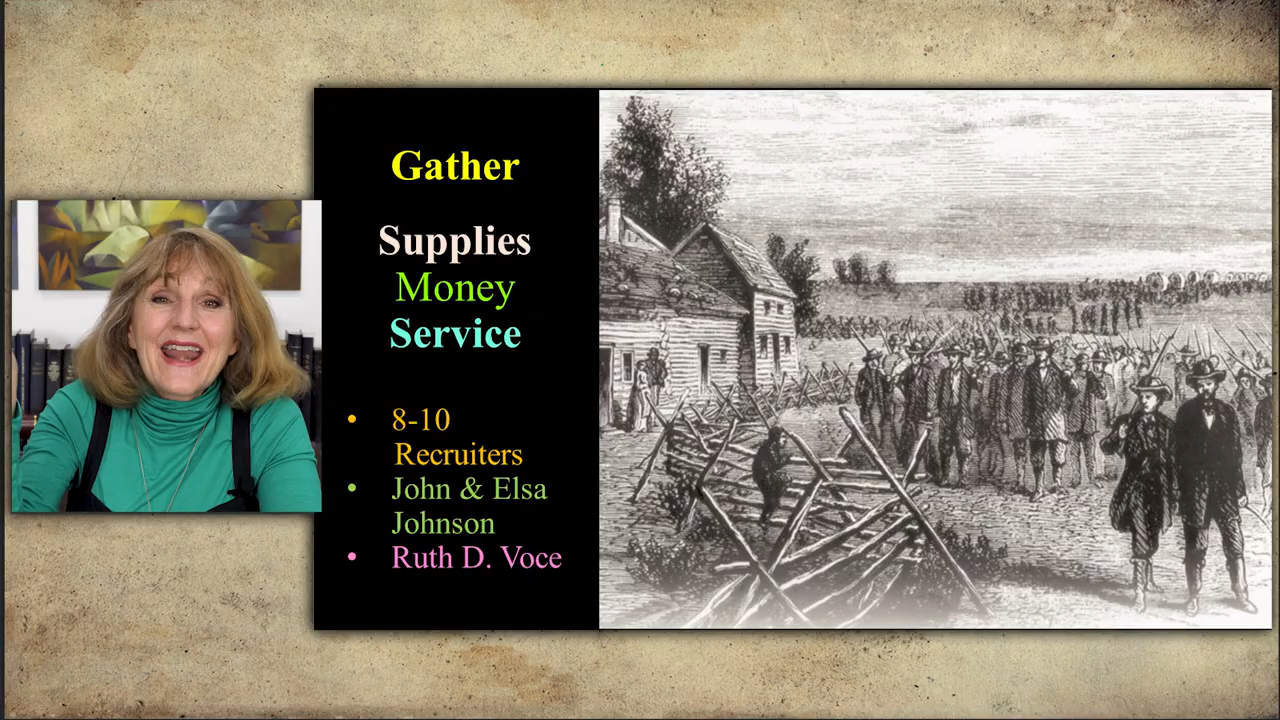 Gather
Supplies
Money
Service
• 8-10
Recruiters
• John & Elsa
Johnson
• Ruth D. Voce